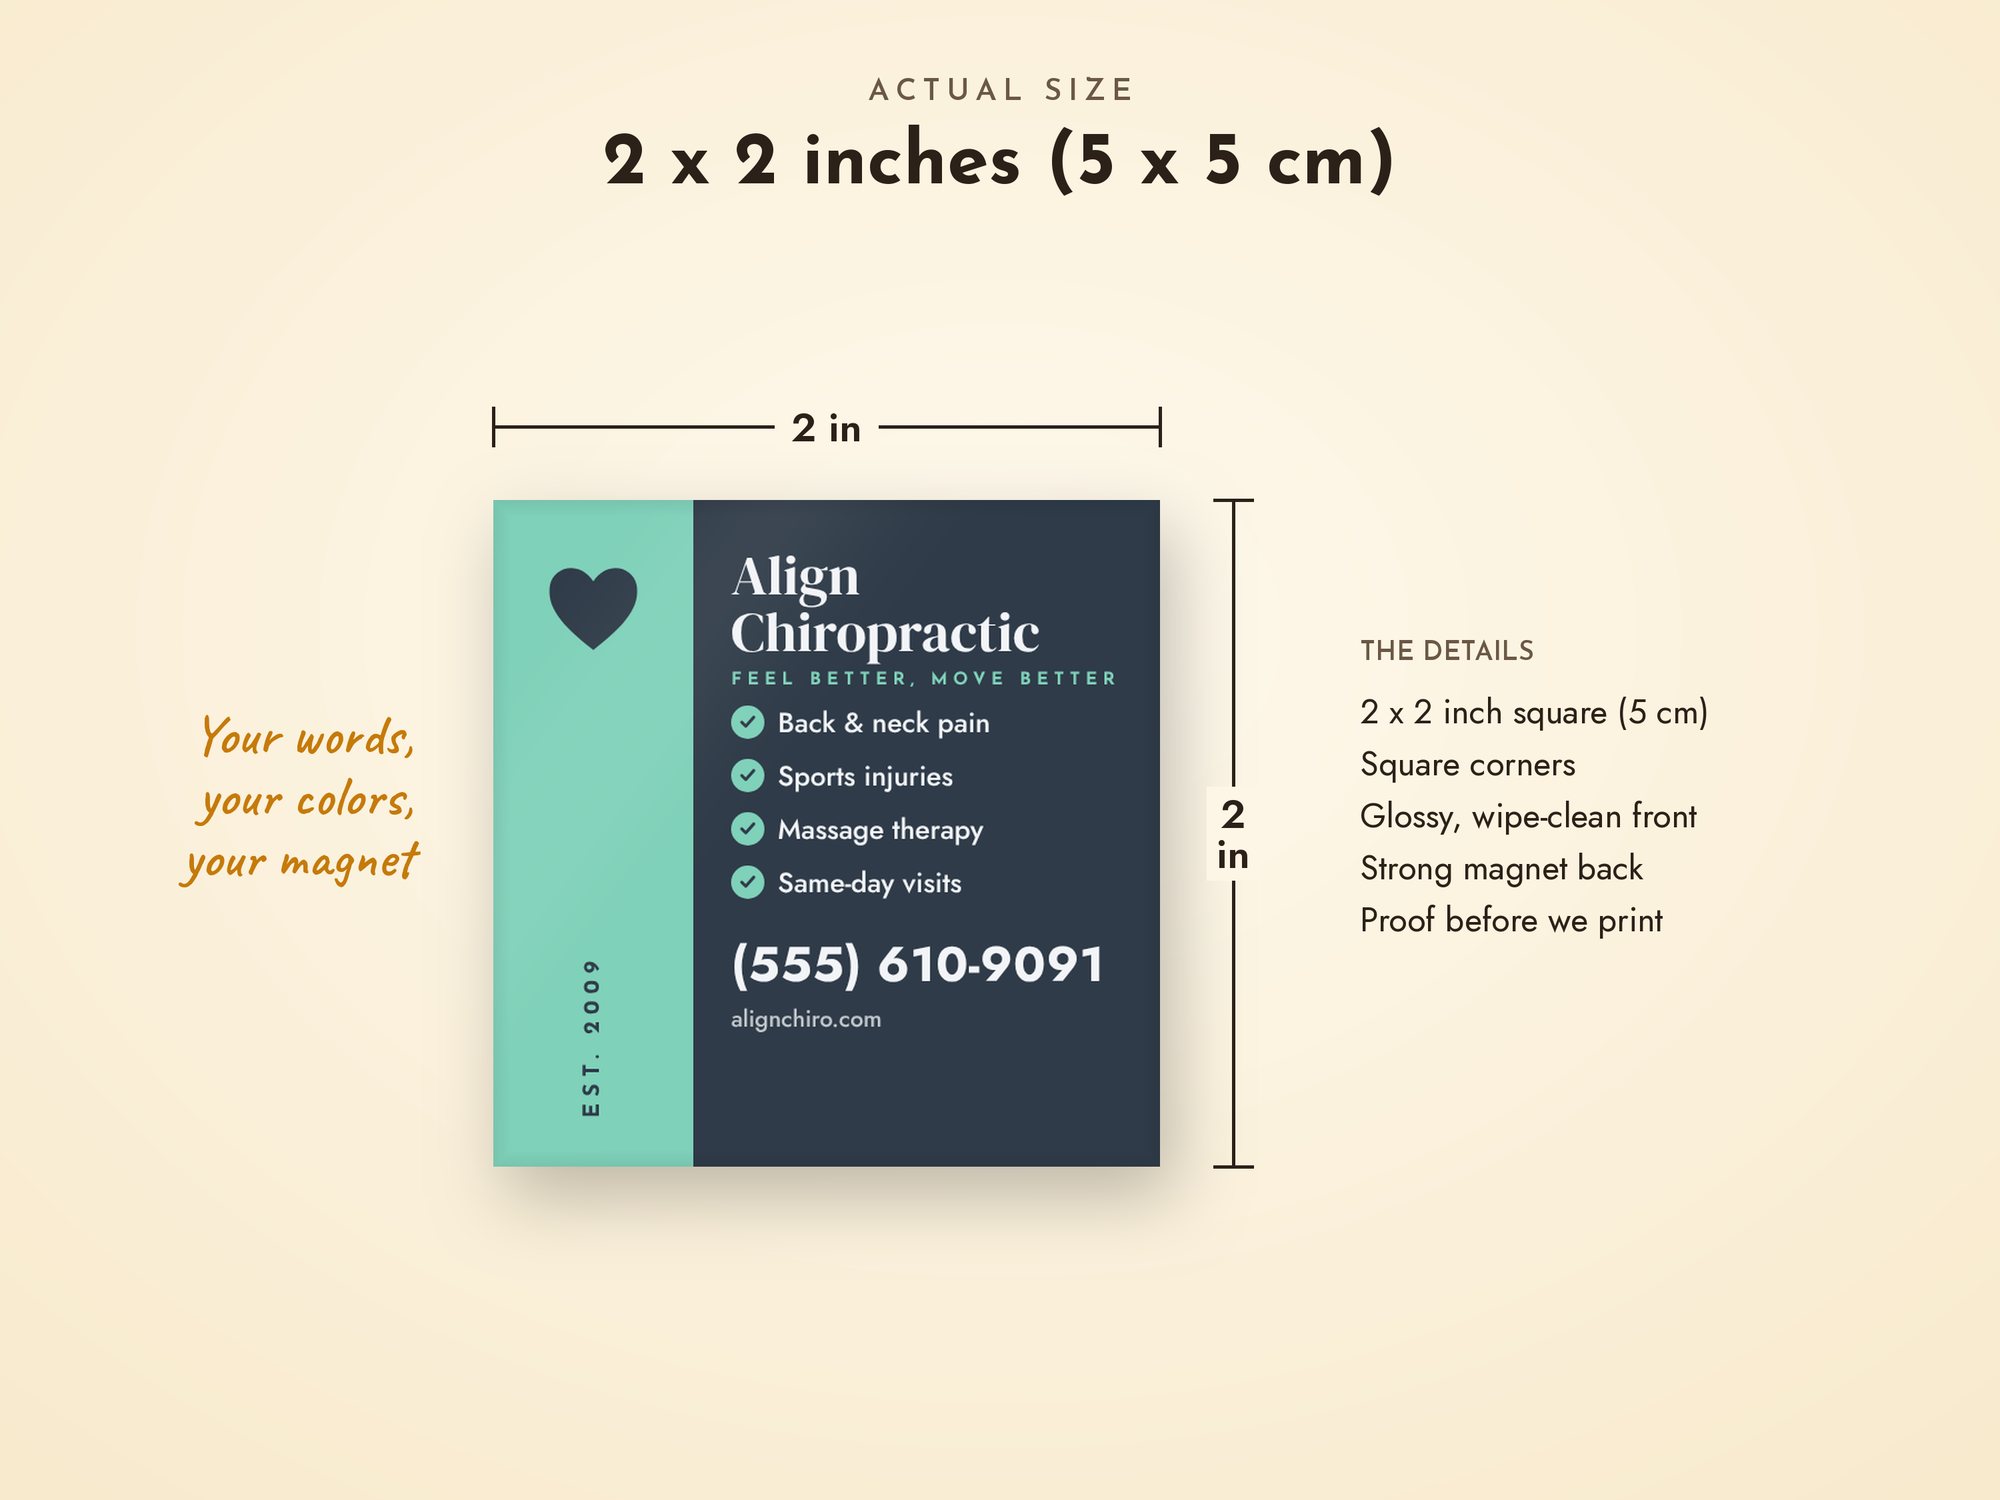 ACTUAL SIZE
2 x 2 inches (5 x 5 cm)
2 in
Your words,
your colors,
your magnet
Align
Chiropractic
FEEL BETTER, MOVE BETTER
Back & neck pain
Sports injuries
Massage therapy
Same-day visits
(555) 610-9091
alignchiro.com
EST. 2009
2
in
THE DETAILS
2 x 2 inch square (5 cm)
Square corners
Glossy, wipe-clean front
Strong magnet back
Proof before we print